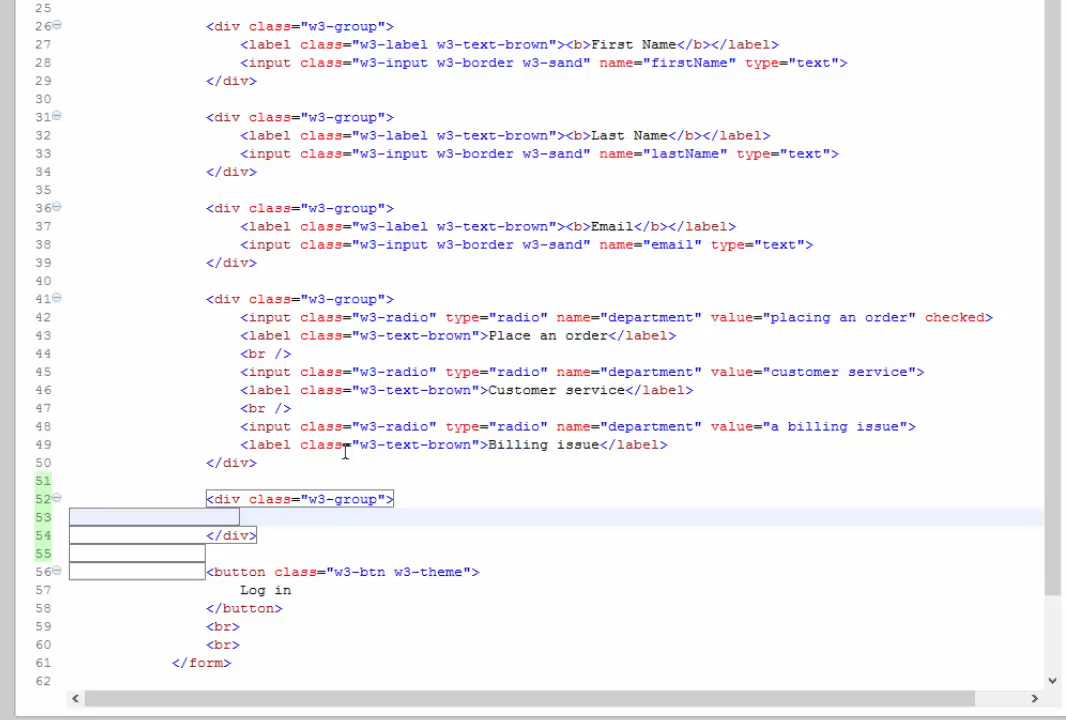 25
26 <div class="w3-group">
27 <label class="w3-label w3-text-brown"><b>First Name</b></label>
28 <input class="w3-input w3-border w3-sand" name="firstName" type="text">
29 </div>
30
31 <div class="w3-group">
32 <label class="w3-label w3-text-brown"><b>Last Name</b></label>
33 <input class="w3-input w3-border w3-sand" name="lastName" type="text">
34 </div>
35
36 <div class="w3-group">
37 <label class="w3-label w3-text-brown"><b>Email</b></label>
38 <input class="w3-input w3-border w3-sand" name="email" type="text">
39 </div>
40
41 <div class="w3-group">
42 <input class="w3-radio" type="radio" name="department" value="placing an order" checked>
43 <label class="w3-text-brown">Place an order</label>
44 <br />
45 <input class="w3-radio" type="radio" name="department" value="customer service">
46 <label class="w3-text-brown">Customer service</label>
47 <br />
48 <input class="w3-radio" type="radio" name="department" value="a billing issue">
49 <label class="w3-text-brown">Billing issue</label>
50 </div>
51
52 <div class="w3-group">
53
54 </div>
55
56 <button class="w3-btn w3-theme">
57 Log in
58 </button>
59 <br>
60 <br>
61 </form>
62